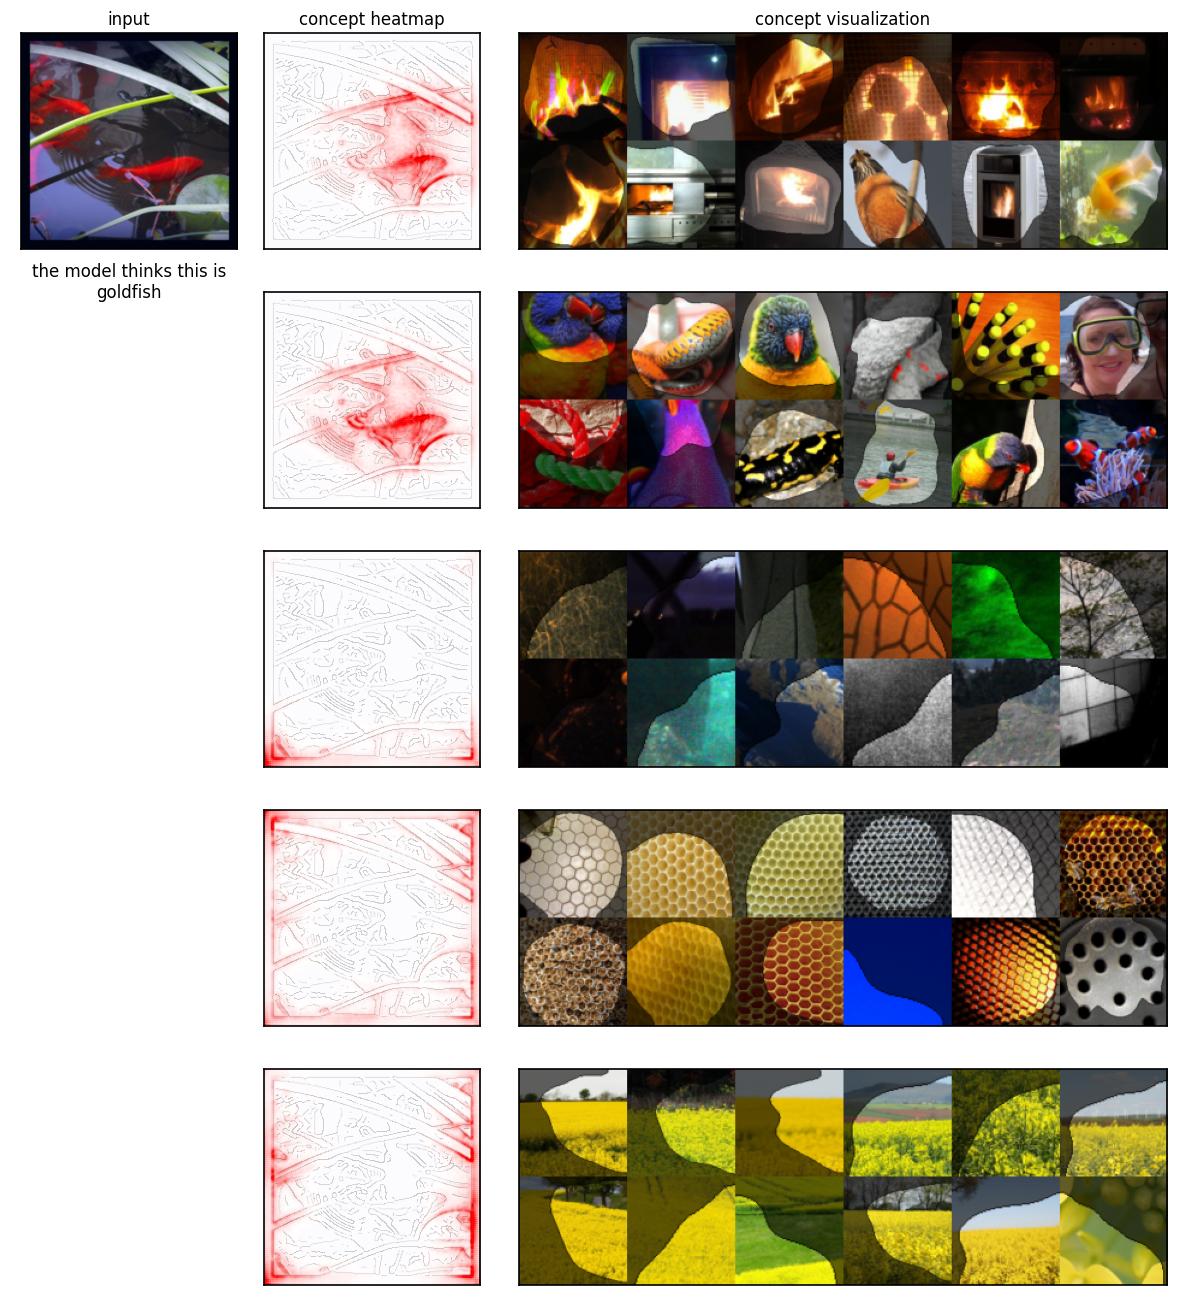 input
concept heatmap
concept visualization
the model thinks this is
goldfish